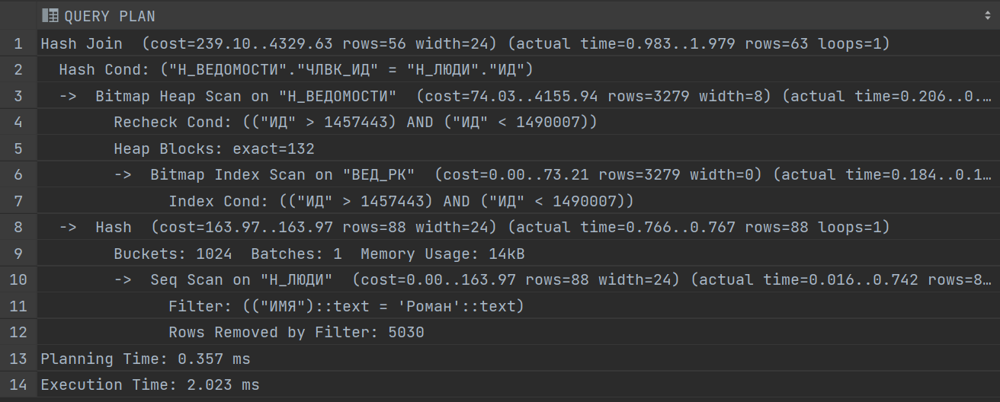 QUERY PLAN
1 Hash Join  (cost=239.10..4329.63 rows=56 width=24) (actual time=0.983..1.979 rows=63 loops=1)
2   Hash Cond: ("Н_ВЕДОМОСТИ"."ЧЛВК_ИД" = "Н_ЛЮДИ"."ИД")
3   ->  Bitmap Heap Scan on "Н_ВЕДОМОСТИ"  (cost=74.03..4155.94 rows=3279 width=8) (actual time=0.206..0.…
4         Recheck Cond: (("ИД" > 1457443) AND ("ИД" < 1490007))
5         Heap Blocks: exact=132
6         ->  Bitmap Index Scan on "ВЕД_РК"  (cost=0.00..73.21 rows=3279 width=0) (actual time=0.184..0.1…
7               Index Cond: (("ИД" > 1457443) AND ("ИД" < 1490007))
8   ->  Hash  (cost=163.97..163.97 rows=88 width=24) (actual time=0.766..0.767 rows=88 loops=1)
9         Buckets: 1024  Batches: 1  Memory Usage: 14kB
10         ->  Seq Scan on "Н_ЛЮДИ"  (cost=0.00..163.97 rows=88 width=24) (actual time=0.016..0.742 rows=8…
11               Filter: (("ИМЯ")::text = 'Роман'::text)
12               Rows Removed by Filter: 5030
13 Planning Time: 0.357 ms
14 Execution Time: 2.023 ms